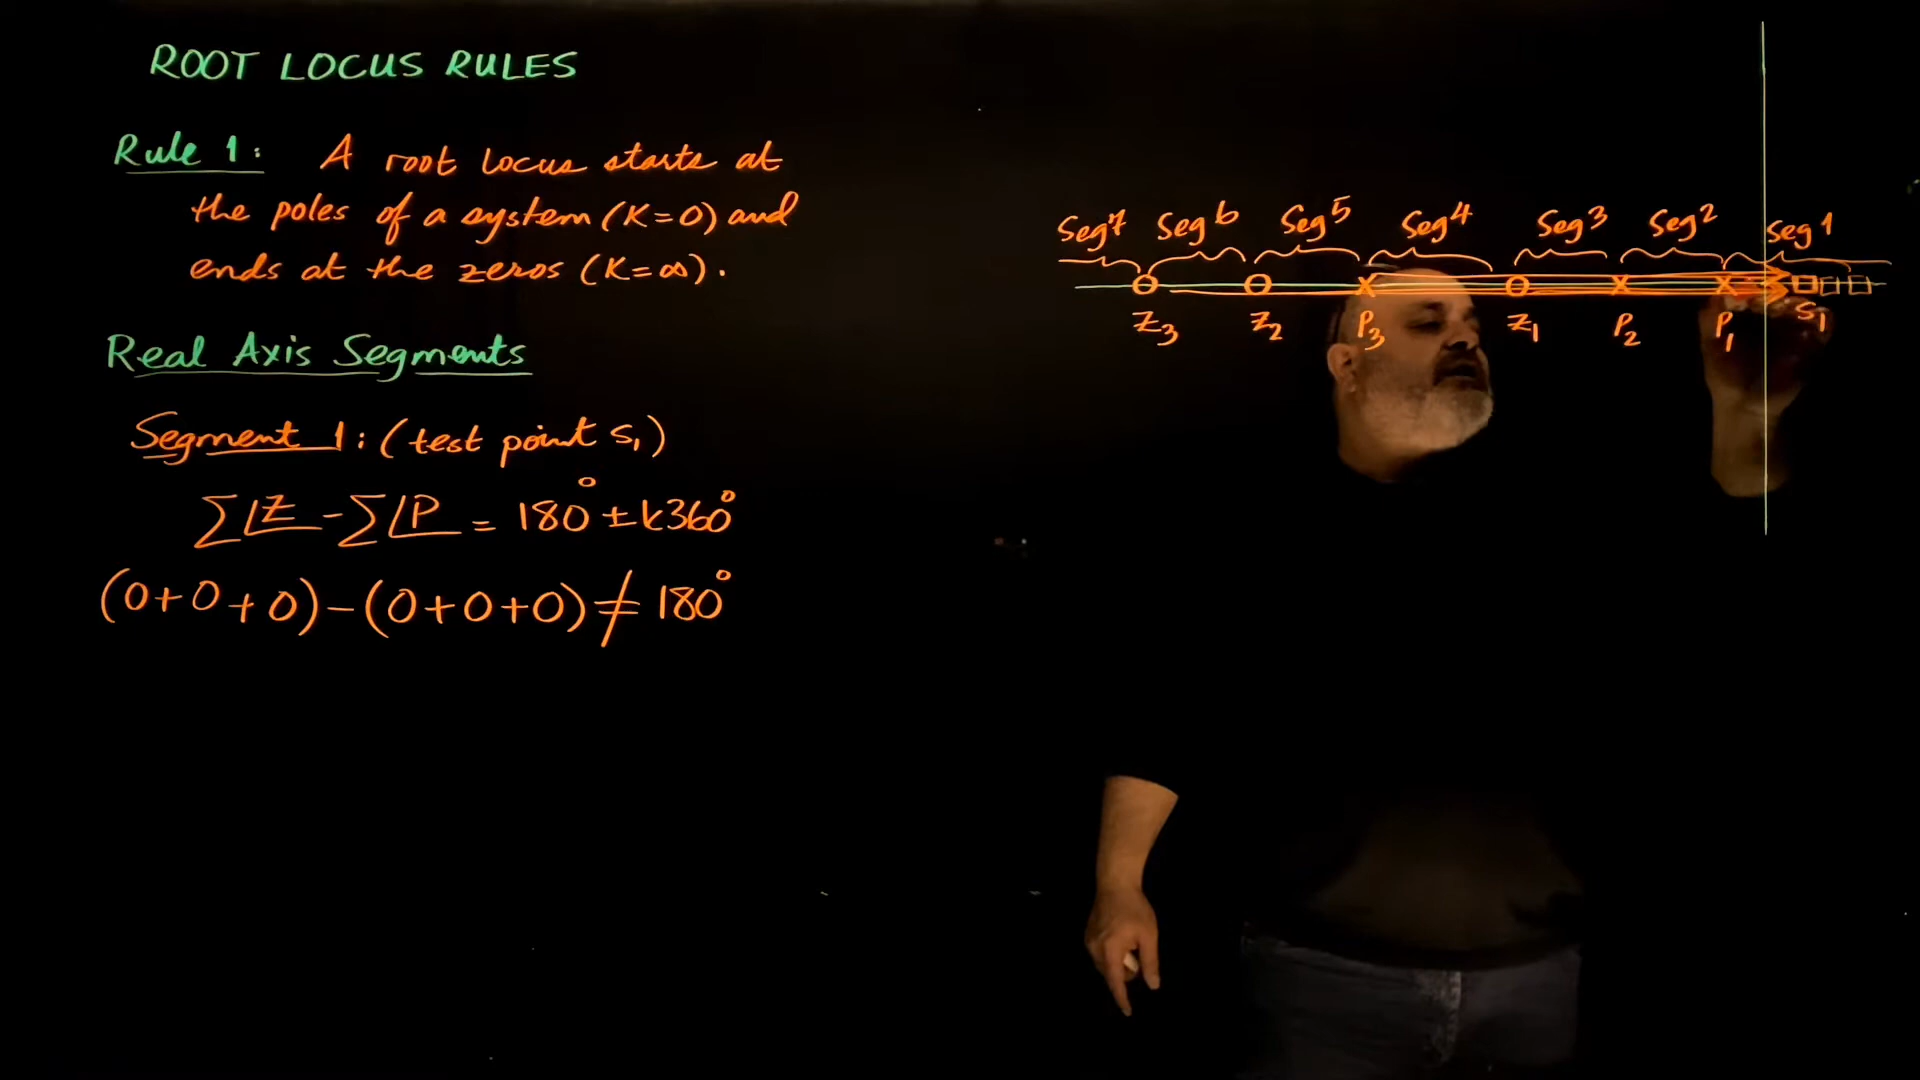 ROOT LOCUS RULES
Rule 1: A root locus starts at
the poles of a system (K=0) and
ends at the zeros (K=∞).
Real Axis Segments
Segment 1: (test point s₁)
∑∠Z - ∑∠P = 180° ± k360°
(0+0+0)-(0+0+0) ≠ 180°
Seg7 Seg6 Seg5 Seg4 Seg3 Seg2 Seg1
Z₃ Z₂ P₃ Z₁ P₂ P₁ S₁